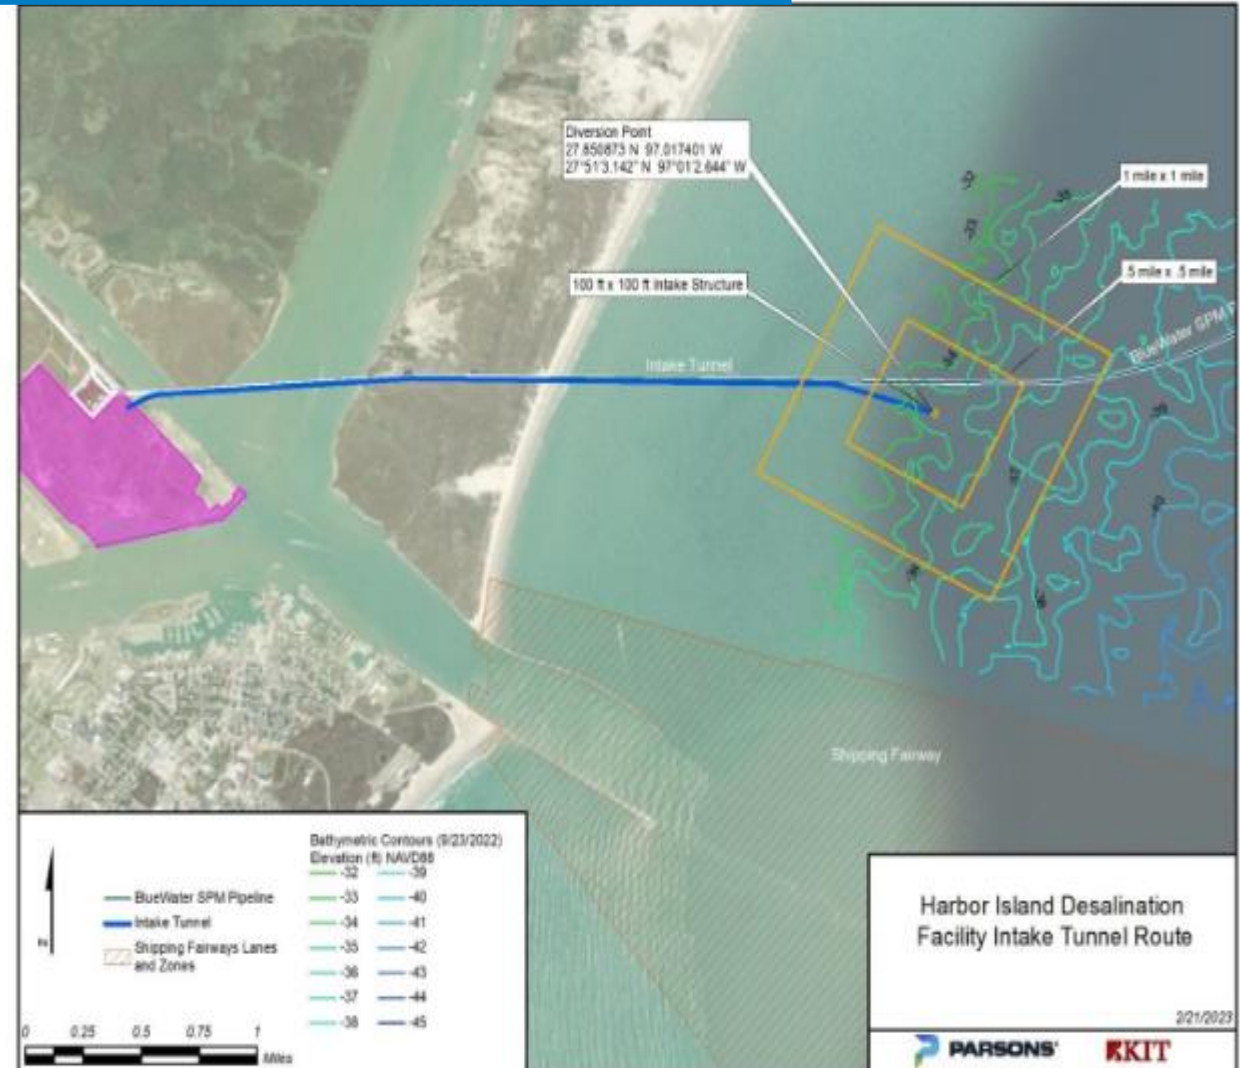 Diversion Point
27.850873 N 97.017401 W
27°51'3.142" N 97°01'2.644" W
1 mile x 1 mile
.5 mile x .5 mile
100 ft x 100 ft Intake Structure
Intake Tunnel
BlueWater SPM P
-33
-34
Shipping Fairway
Bathymetric Contours (9/23/2022)
Elevation (ft) NAVD88
-32 -39
-33 -40
-34 -41
-35 -42
-36 -43
-37 -44
-38 -45
BlueWater SPM Pipeline
Intake Tunnel
Shipping Fairways Lanes
and Zones
N
0 0.25 0.5 0.75 1
Miles
Harbor Island Desalination
Facility Intake Tunnel Route
2/21/2023
PARSONS
KIT